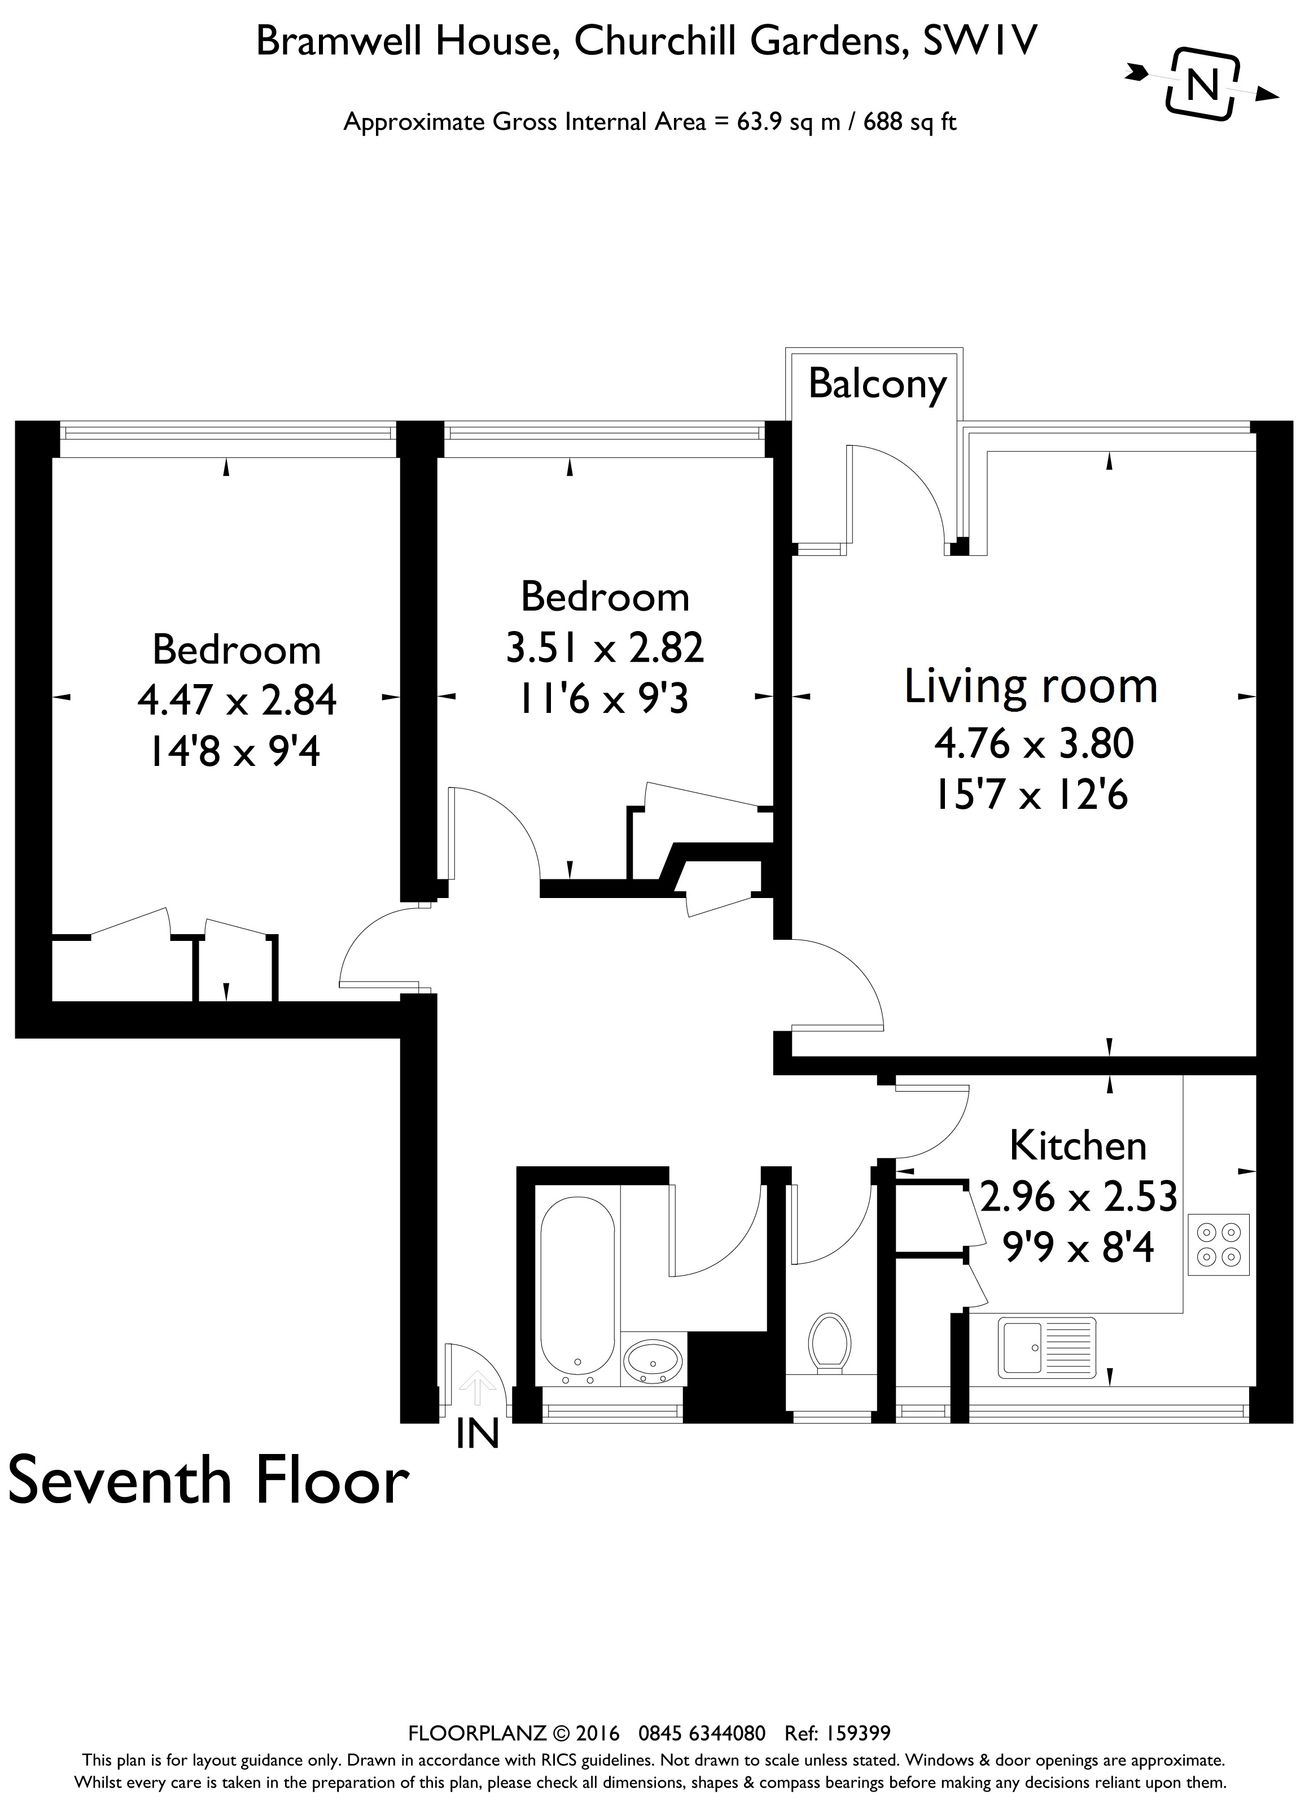 Bramwell House, Churchill Gardens, SW1V
N
Approximate Gross Internal Area = 63.9 sq m / 688 sq ft
Balcony
Bedroom
4.47 x 2.84
14'8 x 9'4
Bedroom
3.51 x 2.82
11'6 x 9'3
Living room
4.76 x 3.80
15'7 x 12'6
Kitchen
2.96 x 2.53
9'9 x 8'4
IN
Seventh Floor
FLOORPLANZ © 2016 0845 6344080 Ref: 159399
This plan is for layout guidance only. Drawn in accordance with RICS guidelines. Not drawn to scale unless stated. Windows & door openings are approximate.
Whilst every care is taken in the preparation of this plan, please check all dimensions, shapes & compass bearings before making any decisions reliant upon them.